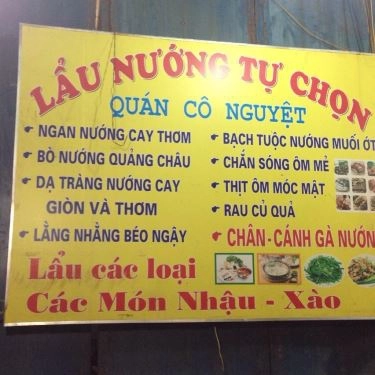 LẨU NƯỚNG TỰ CHỌN
QUÁN CÔ NGUYỆT
NGAN NƯỚNG CAY THƠM
BÒ NƯỚNG QUẢNG CHÂU
DẠ TRÀNG NƯỚNG CAY
GIÒN VÀ THƠM
LẰNG NHẰNG BÉO NGẬY
BẠCH TUỘC NƯỚNG MUỐI ỚT
CHẮN SÓNG ÔM MẺ
THỊT ÔM MÓC MẬT
RAU CỦ QUẢ
CHÂN - CÁNH GÀ NƯỚN
Lẩu các loại
Các Món Nhậu - Xào